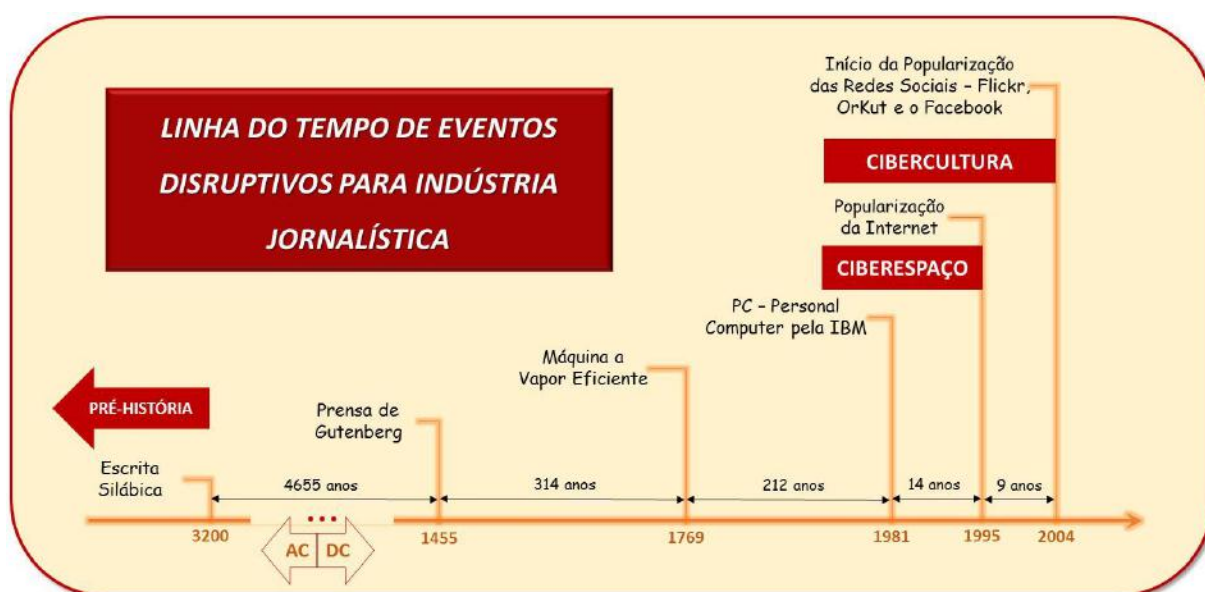 LINHA DO TEMPO DE EVENTOS
DISRUPTIVOS PARA INDÚSTRIA
JORNALÍSTICA
Início da Popularização
das Redes Sociais – Flickr,
OrKut e o Facebook
CIBERCULTURA
Popularização
da Internet
CIBERESPAÇO
PC – Personal
Computer pela IBM
Máquina a
Vapor Eficiente
PRÉ-HISTÓRIA
Prensa de
Gutenberg
Escrita
Silábica
4655 anos
314 anos
212 anos
14 anos
9 anos
3200
AC
DC
1455
1769
1981
1995
2004